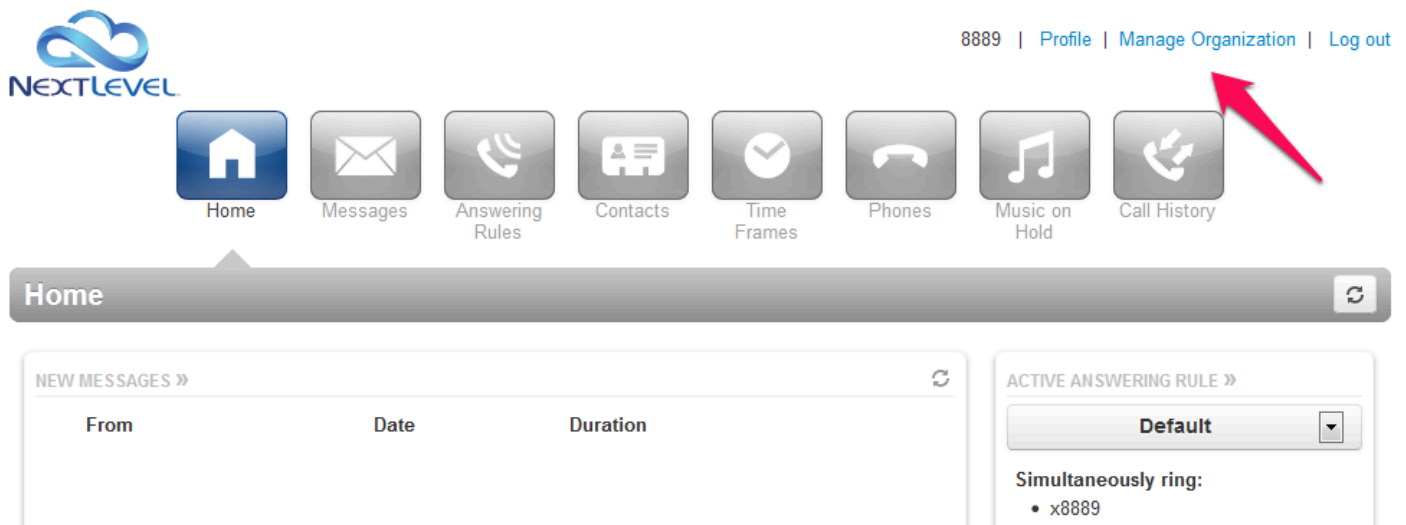 NEXTLEVEL
8889 | Profile | Manage Organization | Log out
Home
Messages
Answering
Rules
Contacts
Time
Frames
Phones
Music on
Hold
Call History
Home
NEW MESSAGES »
From Date Duration
ACTIVE ANSWERING RULE »
Default
Simultaneously ring:
• x8889